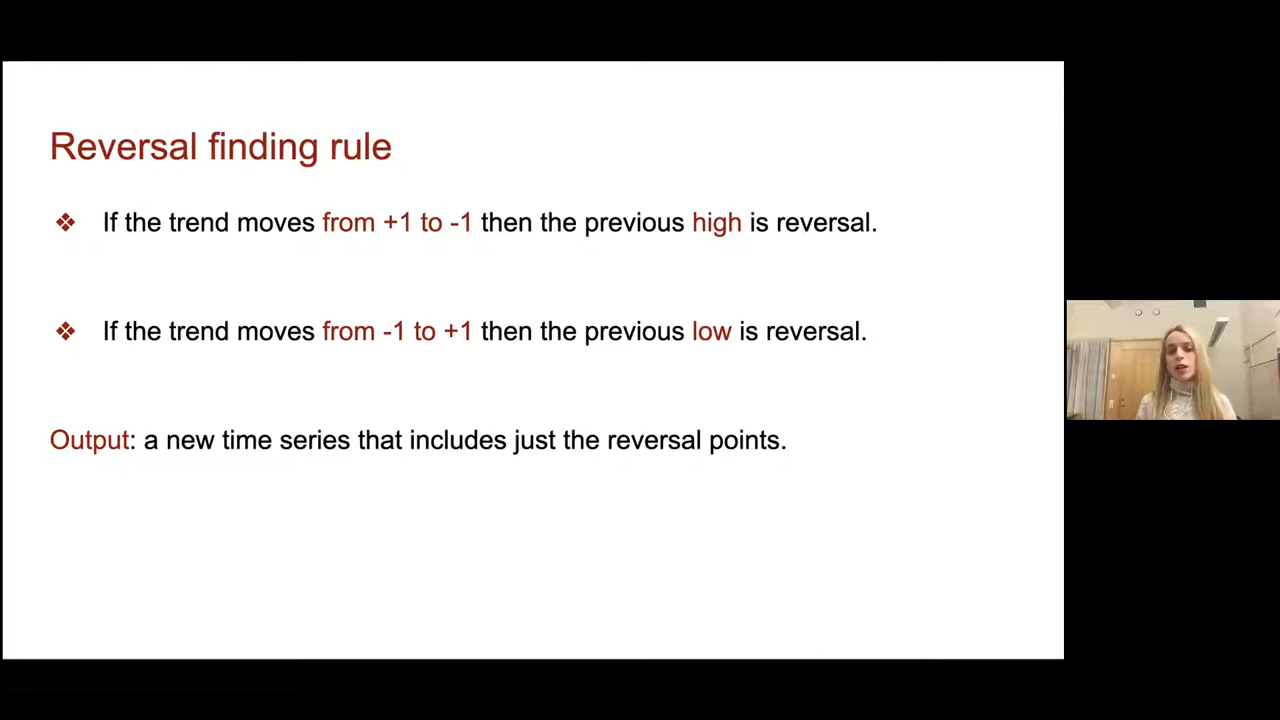 Reversal finding rule
❖ If the trend moves from +1 to -1 then the previous high is reversal.
❖ If the trend moves from -1 to +1 then the previous low is reversal.
Output: a new time series that includes just the reversal points.